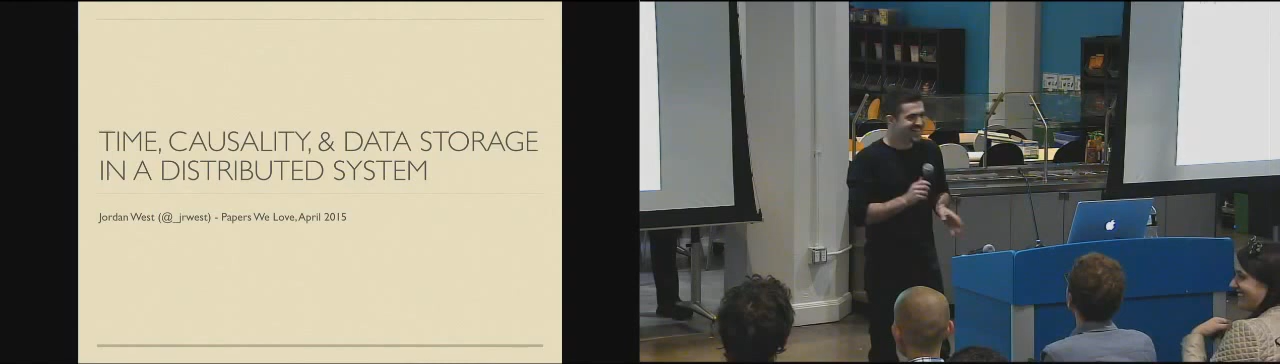 TIME, CAUSALITY, & DATA STORAGE
IN A DISTRIBUTED SYSTEM
Jordan West (@_jrwest) - Papers We Love, April 2015